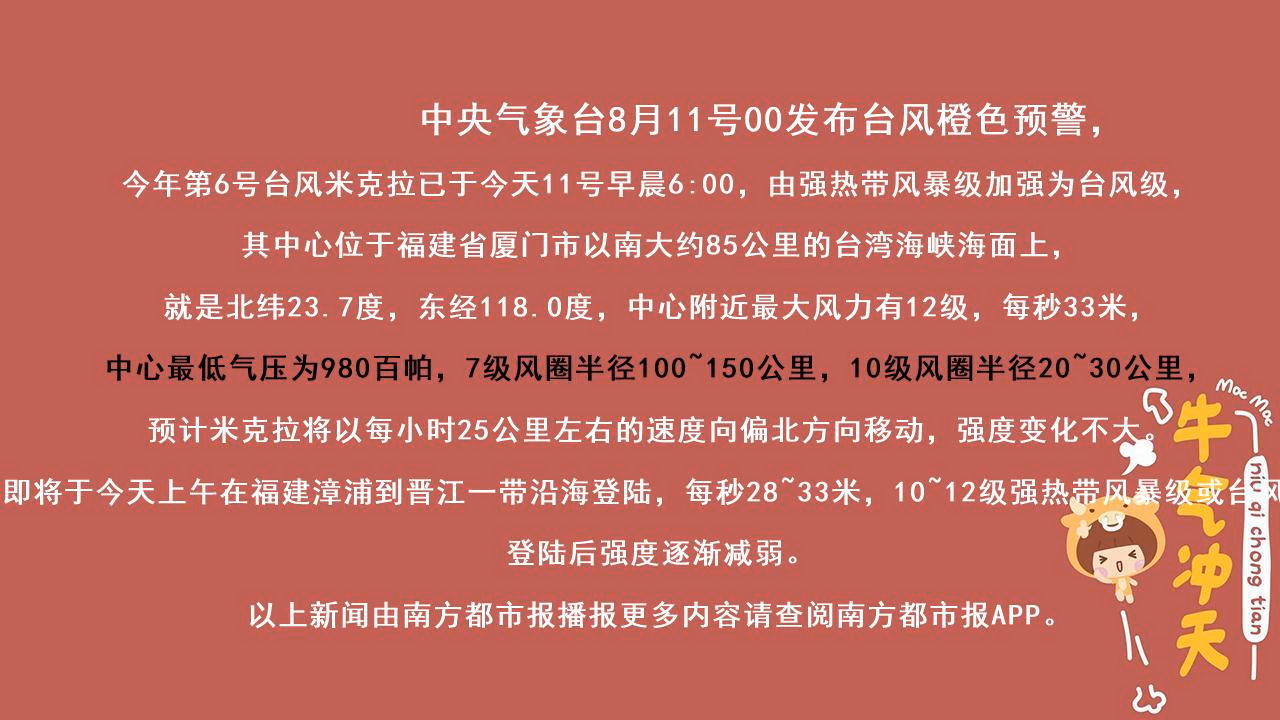 中央气象台8月11号00发布台风橙色预警，
今年第6号台风米克拉已于今天11号早晨6:00，由强热带风暴级加强为台风级，
其中心位于福建省厦门市以南大约85公里的台湾海峡海面上，
就是北纬23.7度，东经118.0度，中心附近最大风力有12级，每秒33米，
中心最低气压为980百帕，7级风圈半径100~150公里，10级风圈半径20~30公里，
预计米克拉将以每小时25公里左右的速度向偏北方向移动，强度变化不大。
即将于今天上午在福建漳浦到晋江一带沿海登陆，每秒28~33米，10~12级强热带风暴级或台风
登陆后强度逐渐减弱。
以上新闻由南方都市报播报更多内容请查阅南方都市报APP。
Moc Moc
牛气冲天
niu qi chong tian